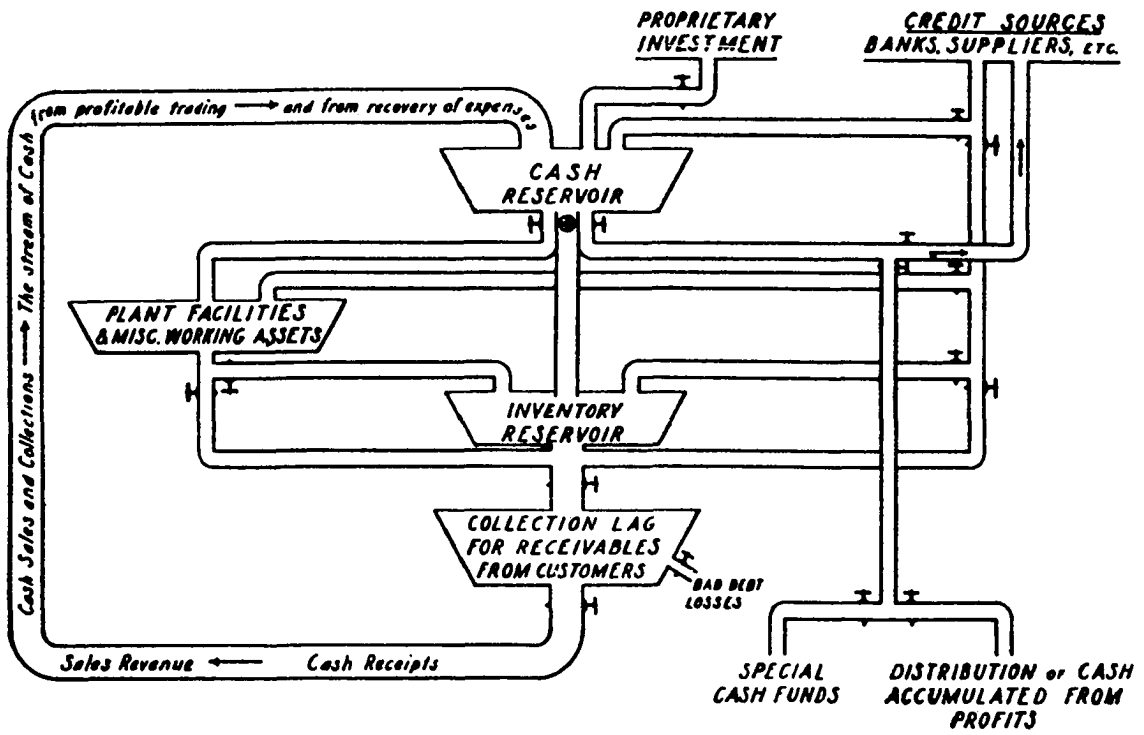 PROPRIETARY
INVESTMENT
CREDIT SOURCES
BANKS, SUPPLIERS, ETC.
from profitable trading → and from recovery of expenses
CASH
RESERVOIR
Cash Sales and Collections → The stream of Cash
PLANT FACILITIES
& MISC. WORKING ASSETS
INVENTORY
RESERVOIR
COLLECTION LAG
FOR RECEIVABLES
FROM CUSTOMERS
BAD DEBT
LOSSES
Sales Revenue ← Cash Receipts
SPECIAL
CASH FUNDS
DISTRIBUTION OF CASH
ACCUMULATED FROM
PROFITS